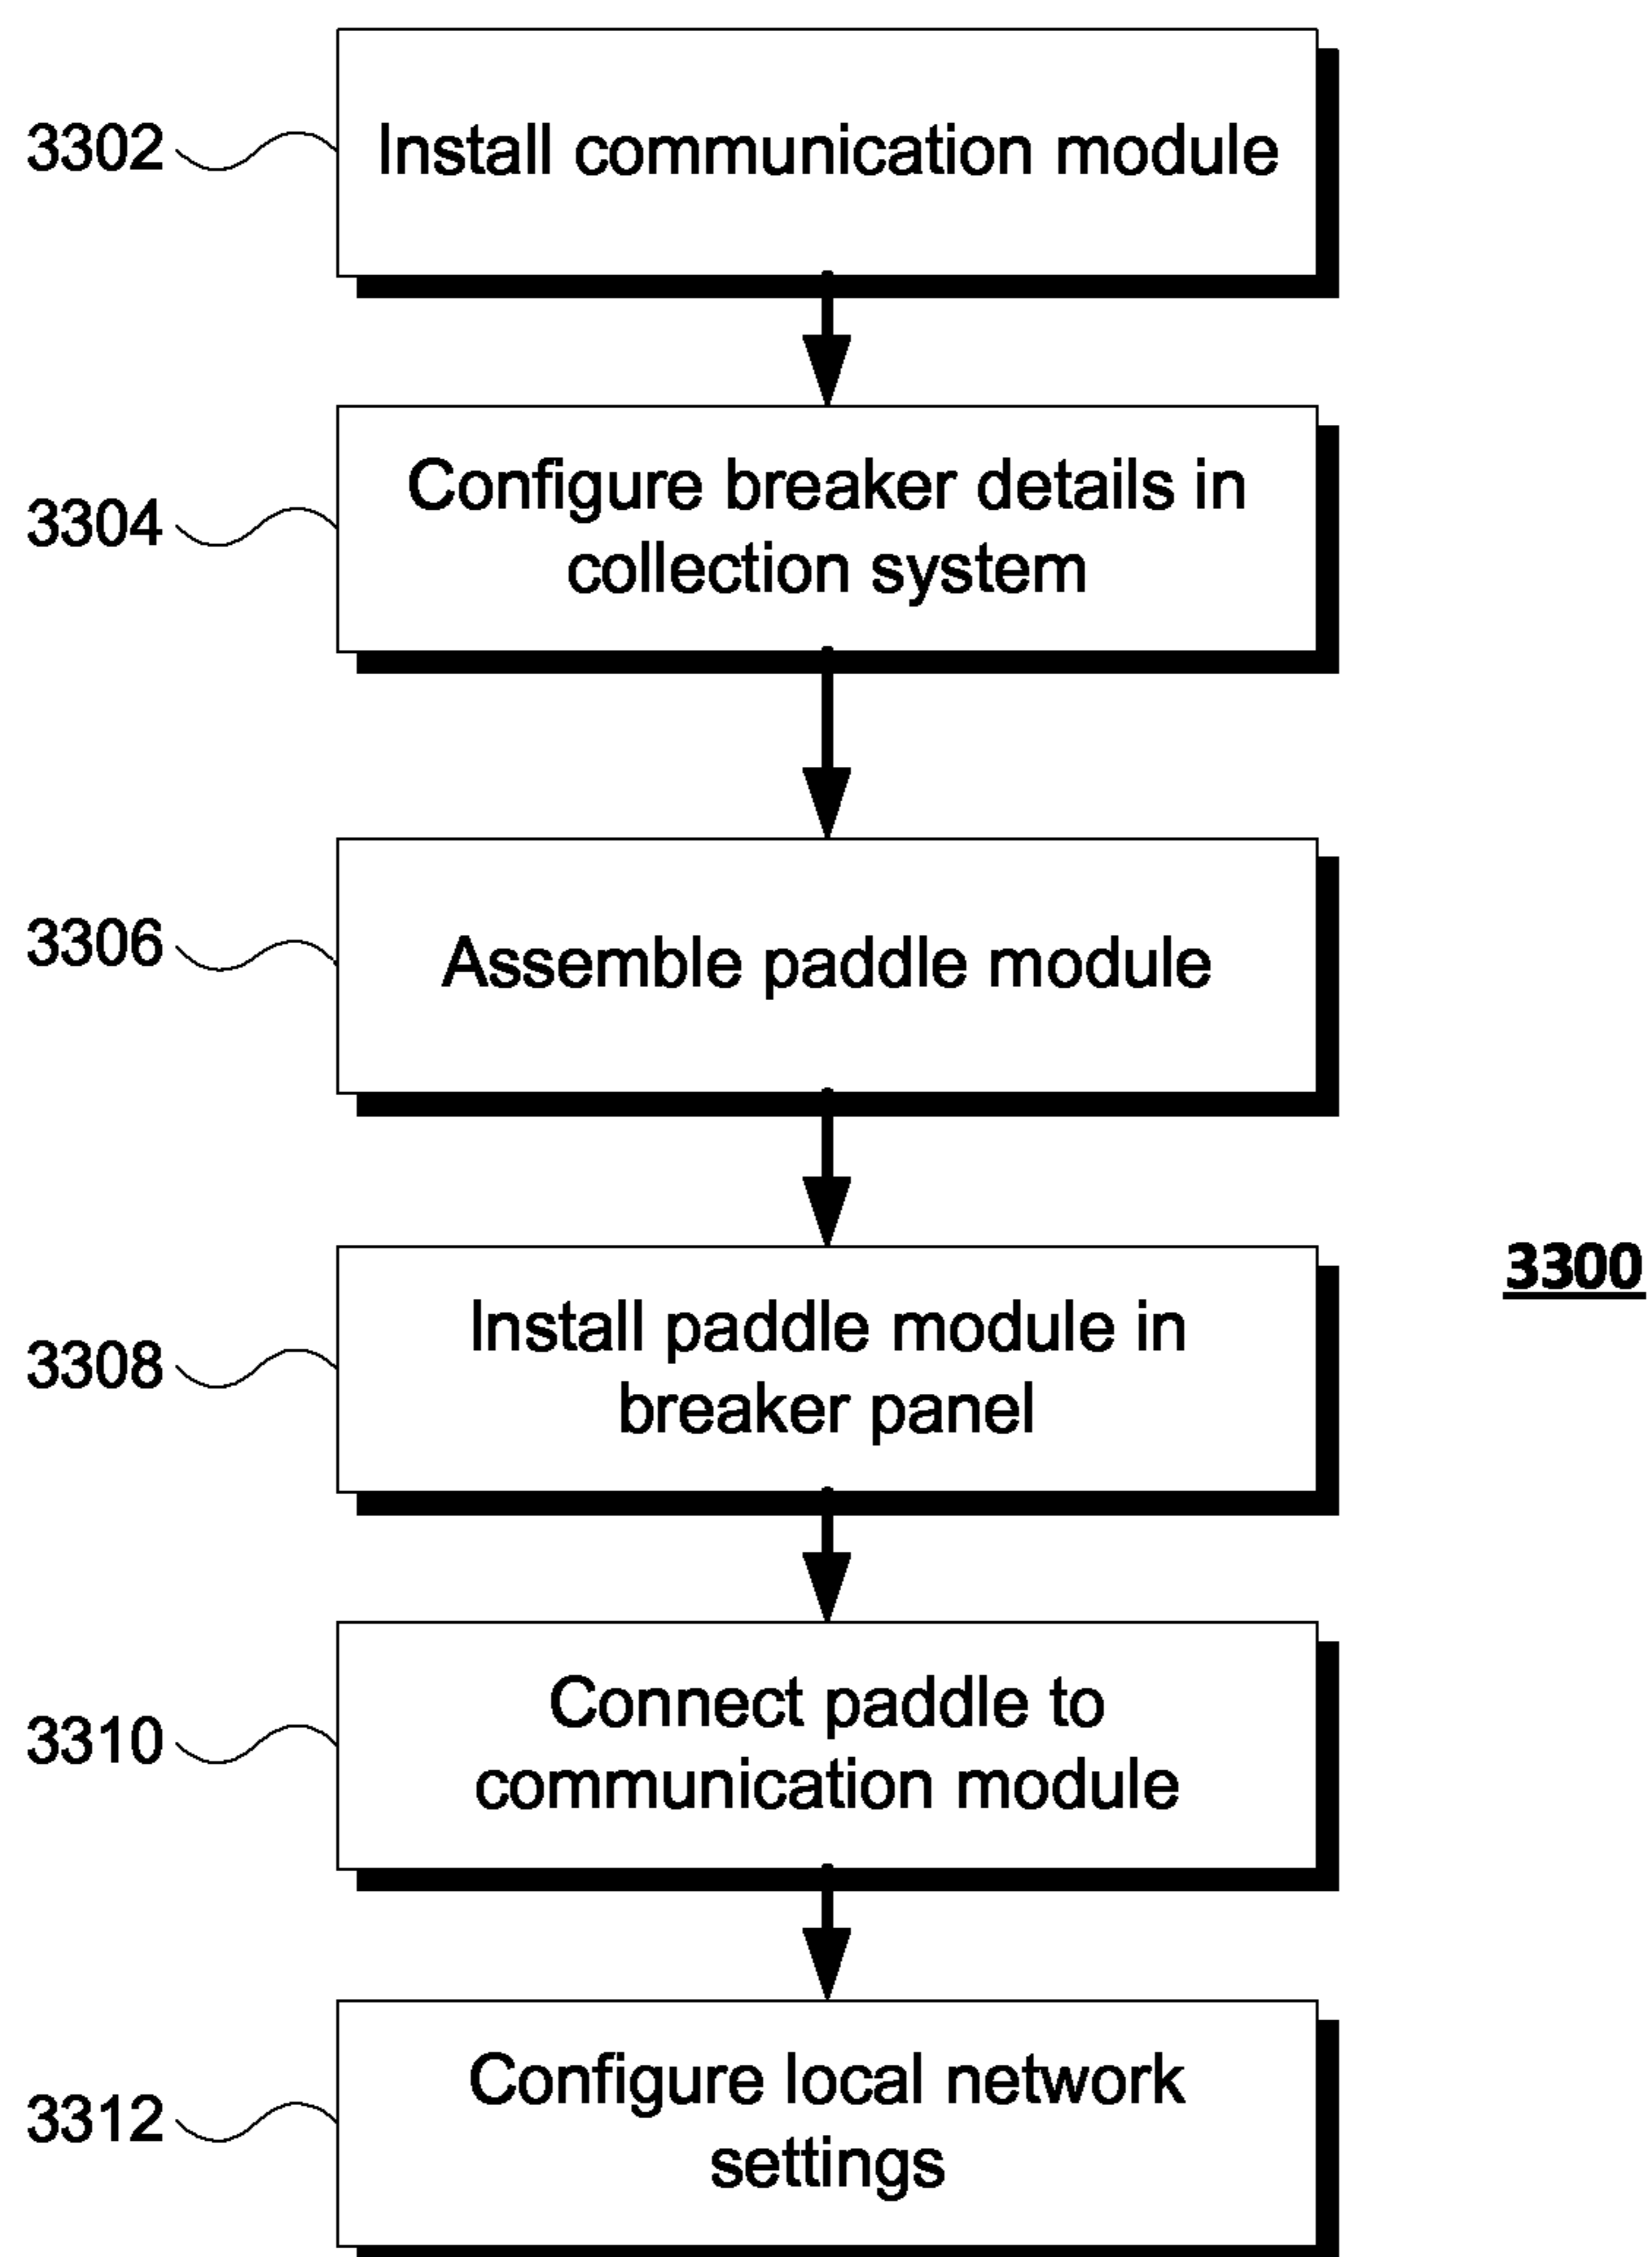 3302
Install communication module
3304
Configure breaker details in
collection system
3306
Assemble paddle module
3300
3308
Install paddle module in
breaker panel
3310
Connect paddle to
communication module
3312
Configure local network
settings